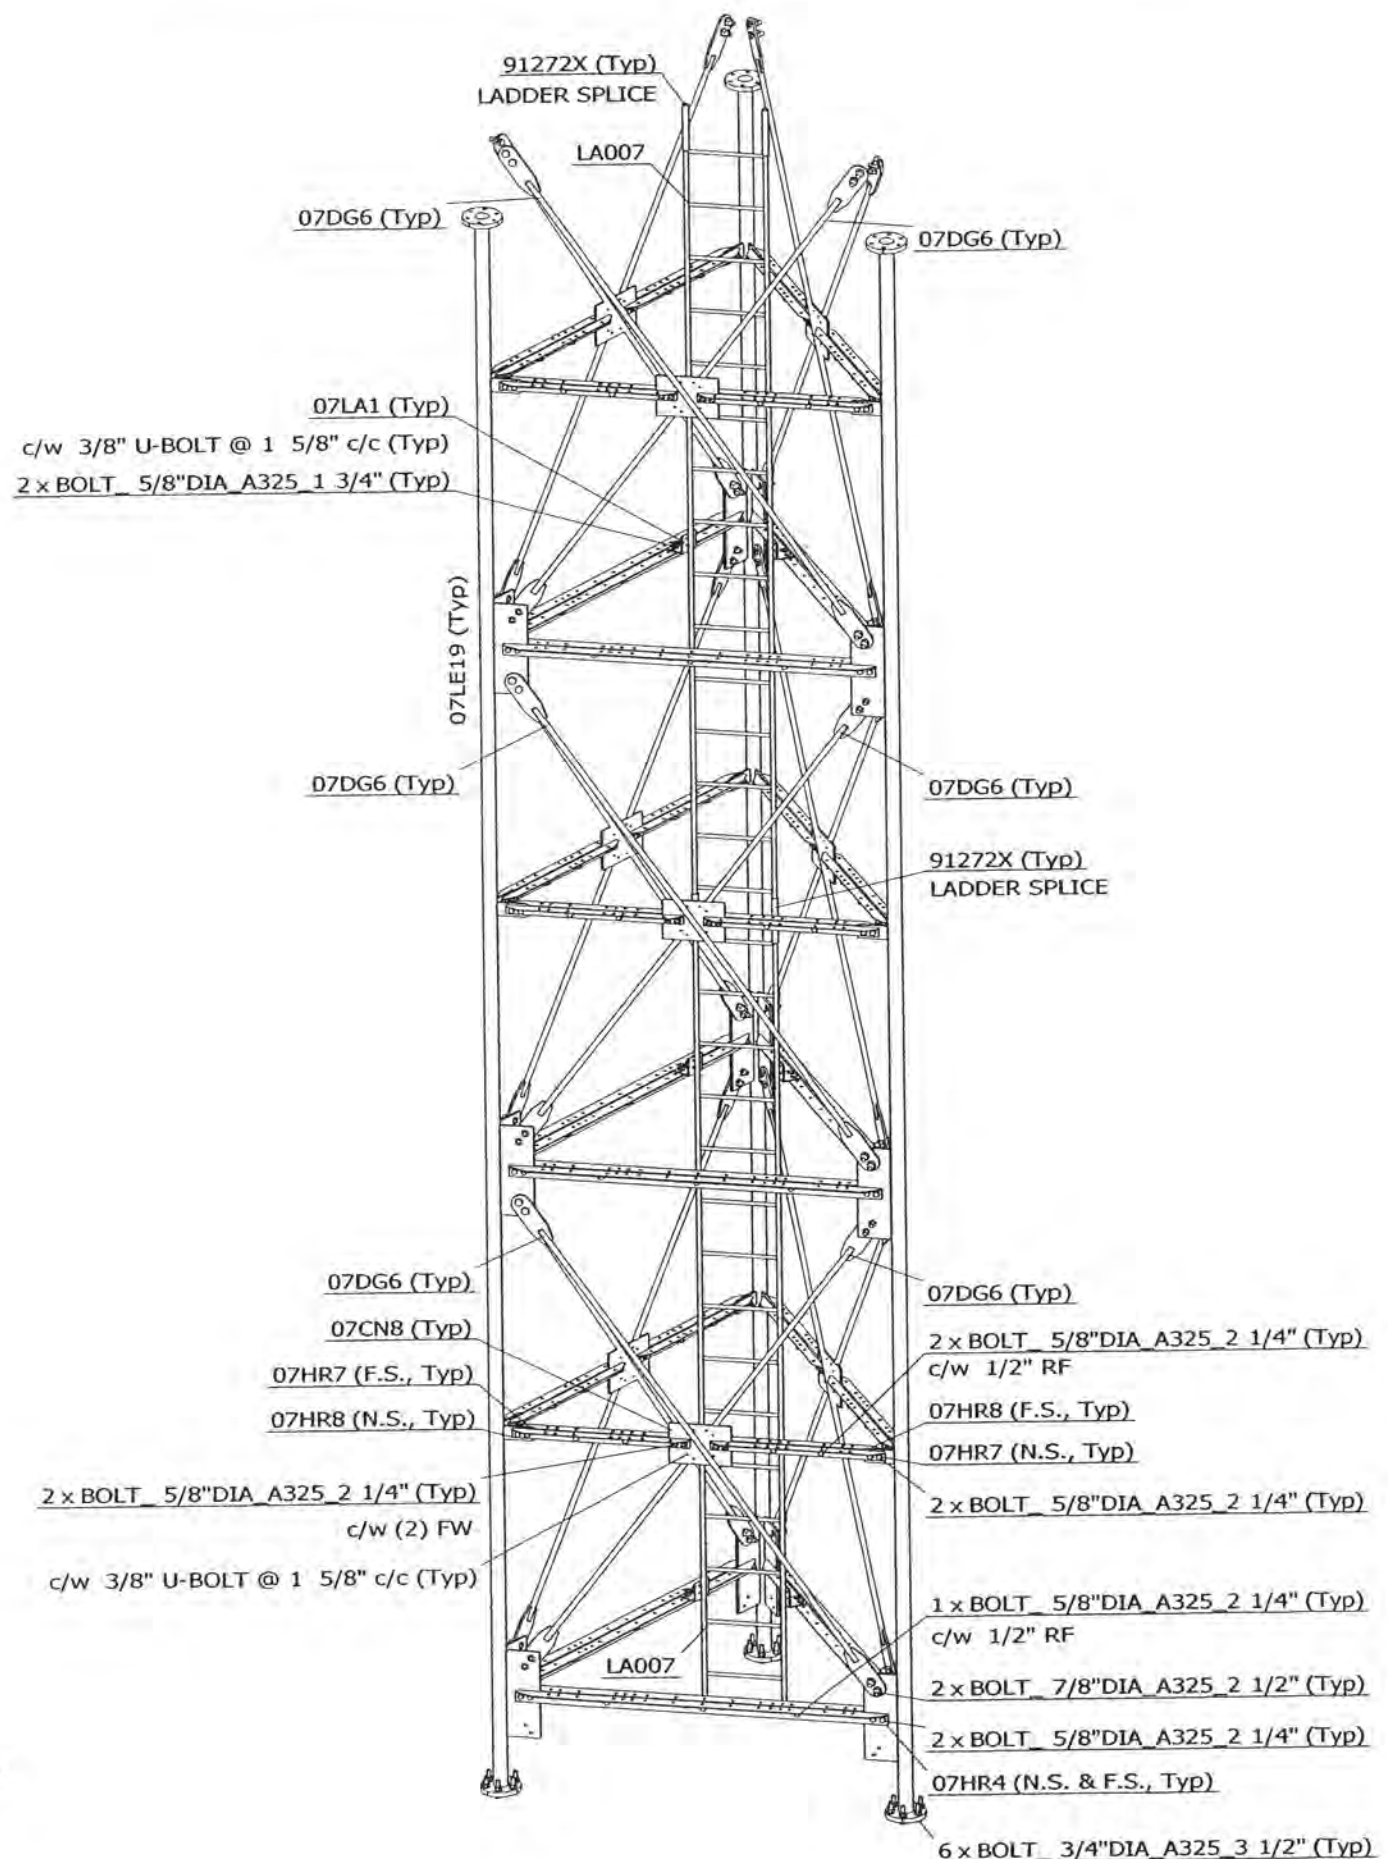 91272X (Typ)
LADDER SPLICE
LA007
07DG6 (Typ)
07DG6 (Typ)
07LA1 (Typ)
c/w 3/8" U-BOLT @ 1 5/8" c/c (Typ)
2 x BOLT_ 5/8"DIA_A325_1 3/4" (Typ)
07LE19 (Typ)
07DG6 (Typ)
07DG6 (Typ)
91272X (Typ)
LADDER SPLICE
07DG6 (Typ)
07DG6 (Typ)
07CN8 (Typ)
2 x BOLT_ 5/8"DIA_A325_2 1/4" (Typ)
c/w 1/2" RF
07HR7 (F.S., Typ)
07HR8 (F.S., Typ)
07HR8 (N.S., Typ)
07HR7 (N.S., Typ)
2 x BOLT_ 5/8"DIA_A325_2 1/4" (Typ)
c/w (2) FW
2 x BOLT_ 5/8"DIA_A325_2 1/4" (Typ)
c/w 3/8" U-BOLT @ 1 5/8" c/c (Typ)
1 x BOLT_ 5/8"DIA_A325_2 1/4" (Typ)
c/w 1/2" RF
LA007
2 x BOLT_ 7/8"DIA_A325_2 1/2" (Typ)
2 x BOLT_ 5/8"DIA_A325_2 1/4" (Typ)
07HR4 (N.S. & F.S., Typ)
6 x BOLT_ 3/4"DIA_A325_3 1/2" (Typ)